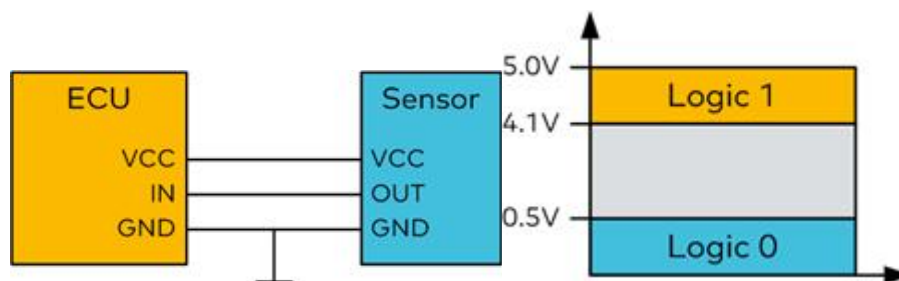 ECU
VCC
IN
GND
Sensor
VCC
OUT
GND
5.0V
Logic 1
4.1V
0.5V
Logic 0